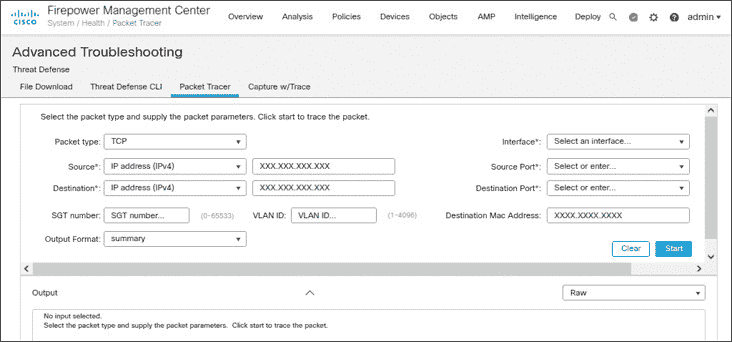 CISCO
Firepower Management Center
System / Health / Packet Tracer
Overview Analysis Policies Devices Objects AMP Intelligence Deploy admin
Advanced Troubleshooting
Threat Defense
File Download Threat Defense CLI Packet Tracer Capture w/Trace
Select the packet type and supply the packet parameters. Click start to trace the packet.
Packet type: TCP Interface*: Select an interface...
Source*: IP address (IPv4) XXX.XXX.XXX.XXX Source Port*: Select or enter...
Destination*: IP address (IPv4) XXX.XXX.XXX.XXX Destination Port*: Select or enter...
SGT number: SGT number... (0-65533) VLAN ID: VLAN ID... (1-4096) Destination Mac Address: XXXX.XXXX.XXXX
Output Format: summary Clear Start
Output Raw
No input selected.
Select the packet type and supply the packet parameters. Click start to trace the packet.